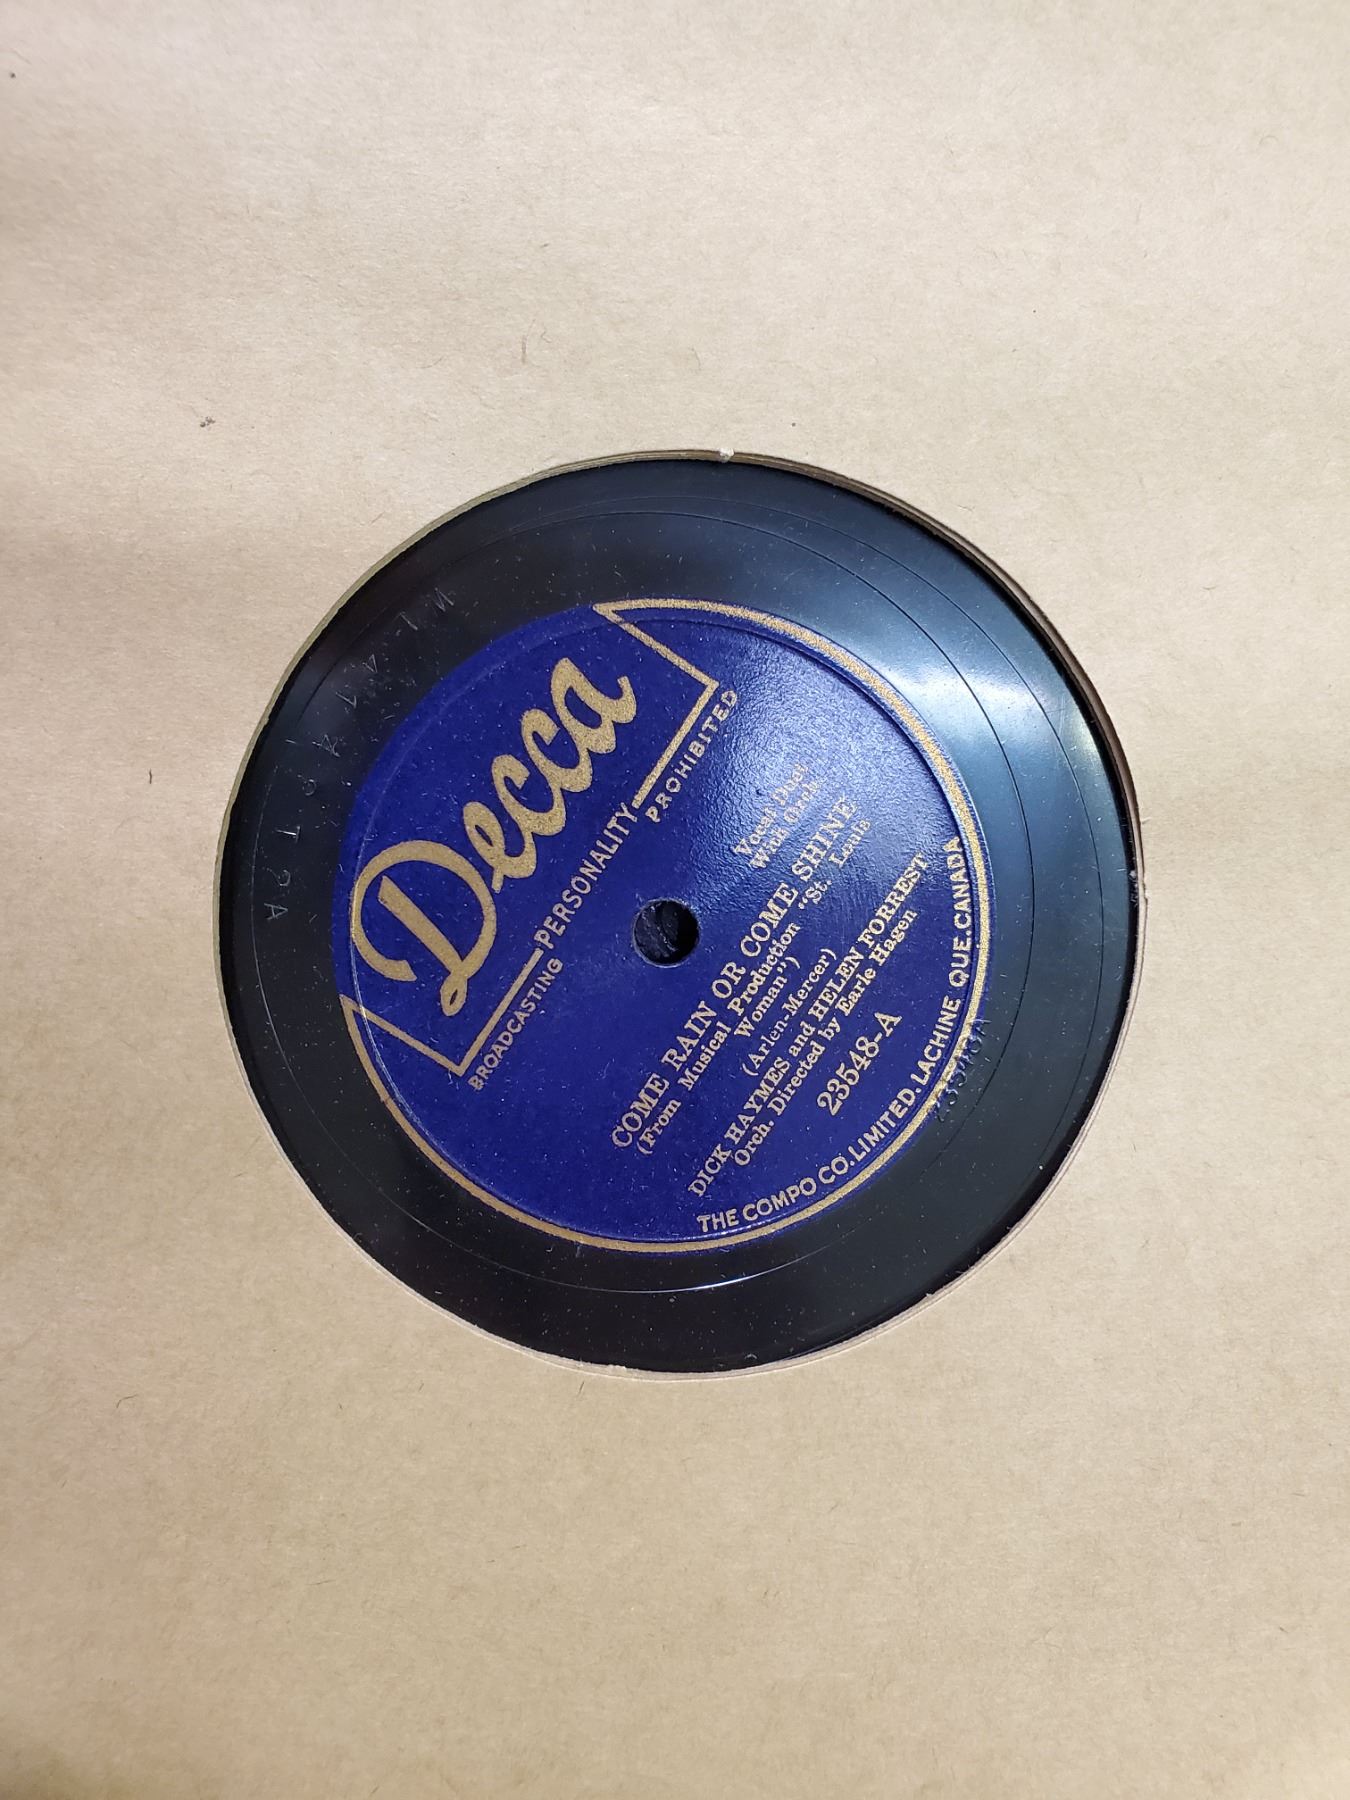 Decca
BROADCASTING PERSONALITY PROHIBITED
Vocal Duet
With Orch.
COME RAIN OR COME SHINE
(From Musical Production "St. Louis
Woman")
(Arlen-Mercer)
DICK HAYMES and HELEN FORREST
Orch. Directed by Earle Hagen
23548-A
THE COMPO CO. LIMITED. LACHINE QUE. CANADA